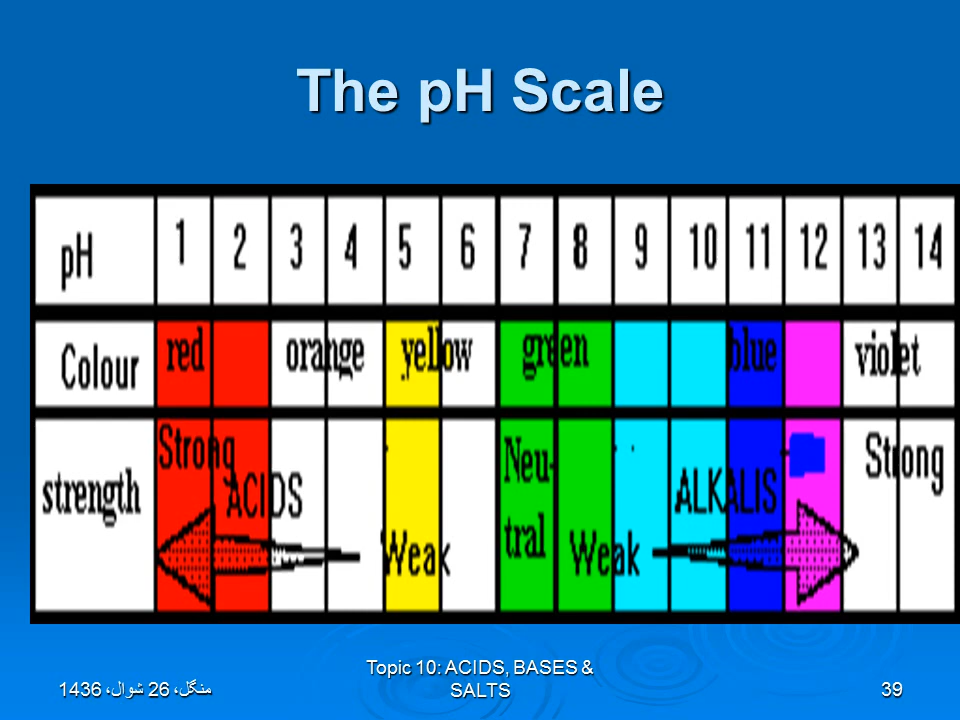 The pH Scale
pH 1 2 3 4 5 6 7 8 9 10 11 12 13 14
Colour red orange yellow green blue violet
strength Strong ACIDS Weak Neu-
tral Weak ALKALIS Strong
منگل، 26 شوال، 1436
Topic 10: ACIDS, BASES &
SALTS
39